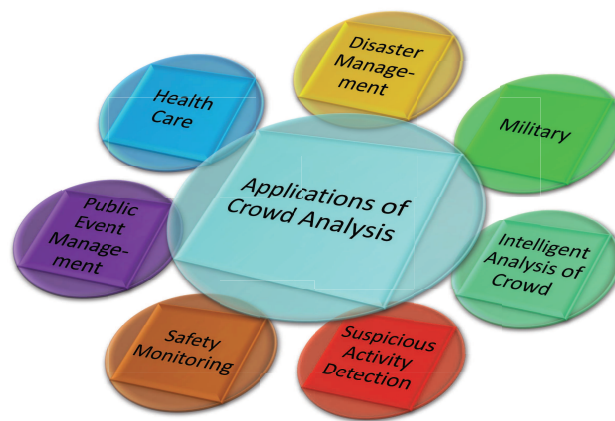 Applications of
Crowd Analysis
Disaster
Manage-
ment
Military
Intelligent
Analysis of
Crowd
Suspicious
Activity
Detection
Safety
Monitoring
Public
Event
Manage-
ment
Health
Care